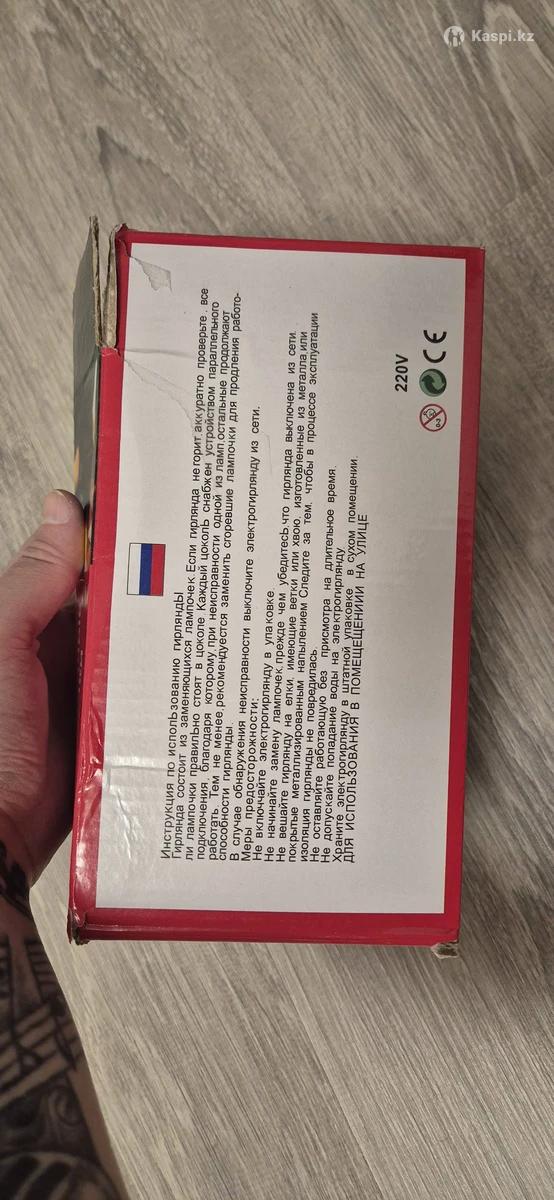 Kaspi.kz
Инструкция по использованию гирлянды
Гирлянда состоит из заменяющихся лампочек. Если гирлянда не горит, аккуратно проверьте , все
ли лампочки правильно стоят в цоколе. Каждый цоколь снабжен устройством параллельного
подключения, благодаря которому, при неисправности одной из ламп,остальные продолжают
работать. Тем не менее, рекомендуестся заменить сгоревшие лампочки для продления работо-
способности гирлянды.
В случае обнаружения неисправности выключите электрогирлянду из сети.
Меры предосторожности:
Не включайте электрогирлянду в упаковке.
Не начинайте замену лампочек,прежде чем убедитесь,что гирлянда выключена из сети.
Не вешайте гирлянду на елки, имеющие ветки или хвою, изготовленные из металла,или
покрытые металлизированным напылением.Следите за тем, чтобы в процессе эксплуатации
изоляция гирлянды не повредилась.
Не оставляйте работающую без присмотра на длительное время.
Не допускайте попадание воды на электрогирлянду
Храните электрогирлянду в штатной упаковке в сухом помещении.
ДЛЯ ИСПОЛЬЗОВАНИЯ В ПОМЕЩЕНИИИ НА УЛИЦЕ
220V
0-3
CE